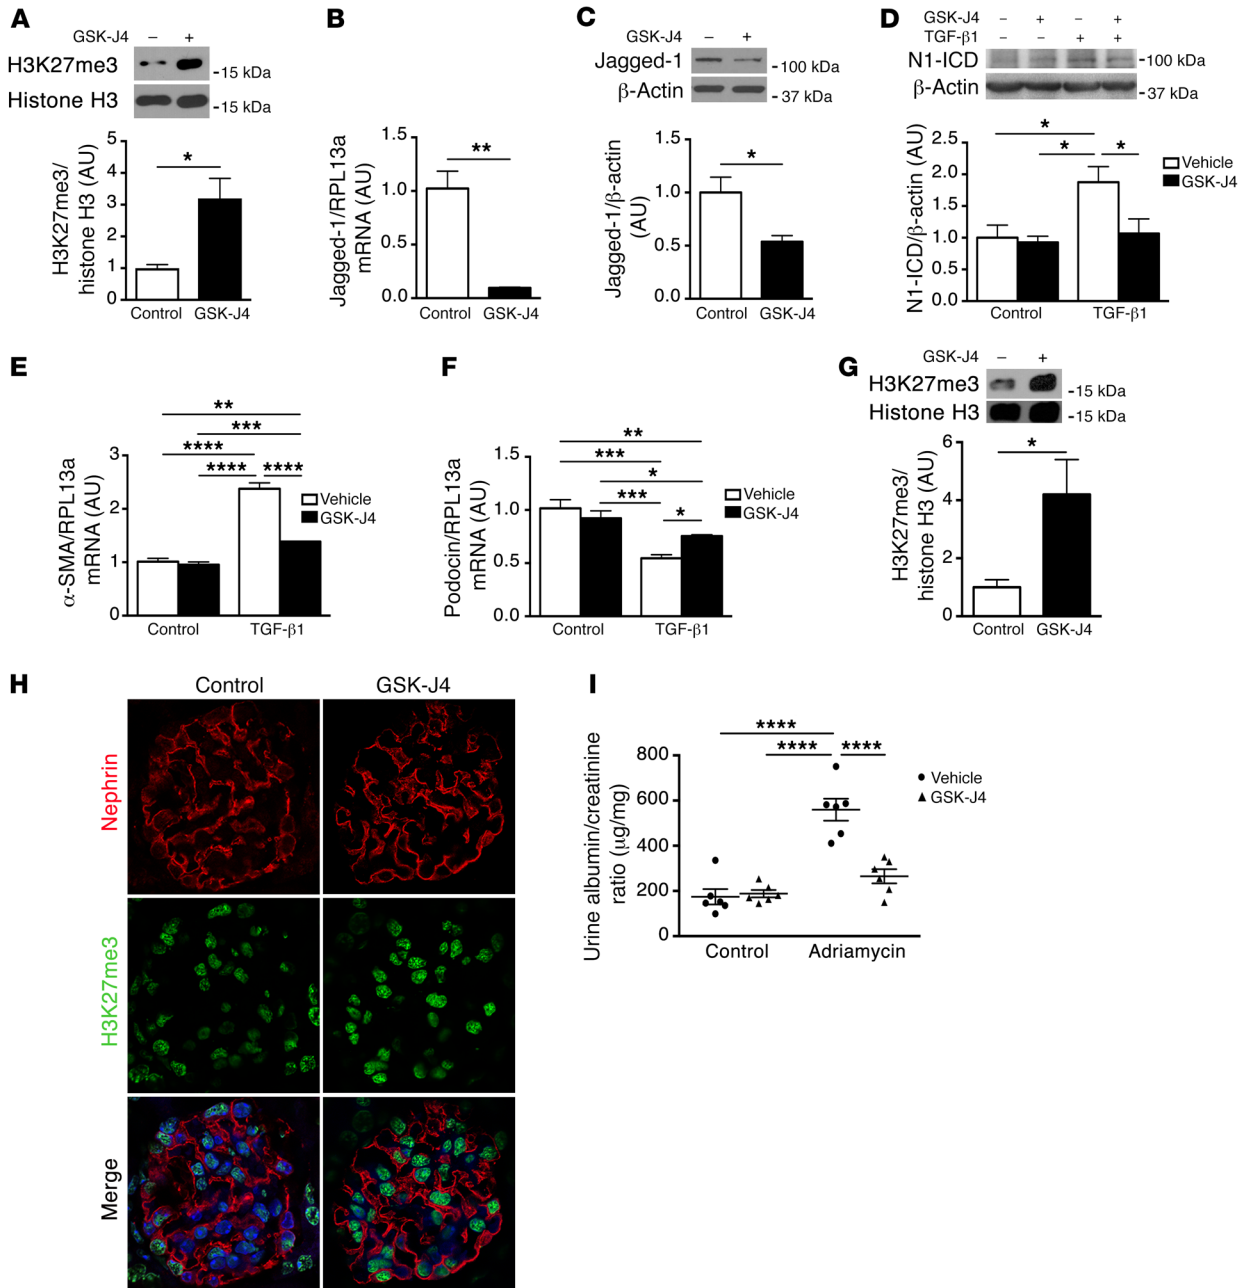 A
GSK-J4 – +
H3K27me3
-15 kDa
Histone H3
-15 kDa
H3K27me3/
histone H3 (AU)
5
4
3
2
1
0
*
Control GSK-J4
B
Jagged-1/RPL13a
mRNA (AU)
1.5
1.0
0.5
0.0
**
Control GSK-J4
C
GSK-J4 – +
Jagged-1
-100 kDa
β-Actin
-37 kDa
Jagged-1/β-actin
(AU)
1.5
1.0
0.5
0.0
*
Control GSK-J4
D
GSK-J4 – + – +
TGF-β1 – – + +
N1-ICD
-100 kDa
β-Actin
-37 kDa
N1-ICD/β-actin (AU)
2.5
2.0
1.5
1.0
0.5
0.0
*
* *
Vehicle
GSK-J4
Control TGF-β1
E
α-SMA/RPL13a
mRNA (AU)
3
2
1
0
**
***
****
**** ****
Vehicle
GSK-J4
Control TGF-β1
F
Podocin/RPL13a
mRNA (AU)
1.5
1.0
0.5
0.0
**
***
*
***
*
Vehicle
GSK-J4
Control TGF-β1
G
GSK-J4 – +
H3K27me3
-15 kDa
Histone H3
-15 kDa
H3K27me3/
histone H3 (AU)
6
4
2
0
*
Control GSK-J4
H
Control GSK-J4
Nephrin
H3K27me3
Merge
I
Urine albumin/creatinine
ratio (μg/mg)
800
600
400
200
0
****
**** ****
Vehicle
GSK-J4
Control Adriamycin